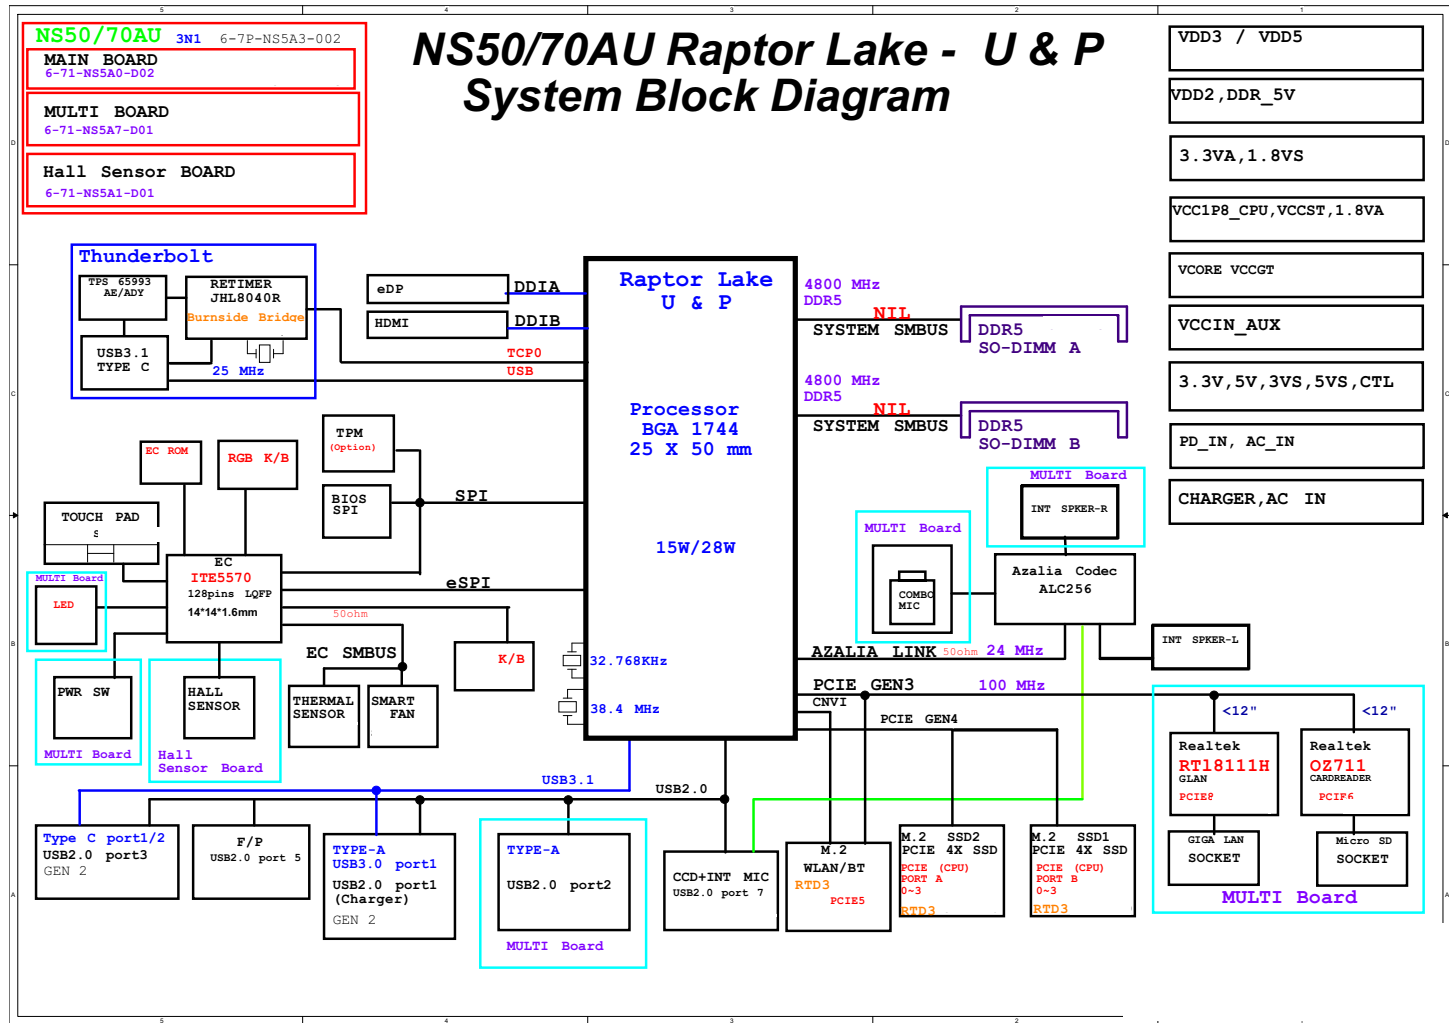 NS50/70AU 3N1 6-7P-NS5A3-002
MAIN BOARD
6-71-NS5A0-D02
MULTI BOARD
6-71-NS5A7-D01
Hall Sensor BOARD
6-71-NS5A1-D01
NS50/70AU Raptor Lake - U & P
System Block Diagram
VDD3 / VDD5
VDD2,DDR_5V
3.3VA,1.8VS
VCC1P8_CPU,VCCST,1.8VA
VCORE VCCGT
VCCIN_AUX
3.3V,5V,3VS,5VS,CTL
PD_IN, AC_IN
CHARGER,AC IN
Thunderbolt
TPS 65993
AE/ADY
RETIMER
JHL8040R
Burnside Bridge
USB3.1
TYPE C
25 MHz
eDP
HDMI
DDIA
DDIB
TCP0
USB
Raptor Lake
U & P
Processor
BGA 1744
25 X 50 mm
15W/28W
32.768KHz
38.4 MHz
4800 MHz
DDR5
NIL
SYSTEM SMBUS
DDR5
SO-DIMM A
4800 MHz
DDR5
NIL
SYSTEM SMBUS
DDR5
SO-DIMM B
TPM
(Option)
BIOS
SPI
SPI
eSPI
EC ROM
RGB K/B
TOUCH PAD
S
EC
ITE5570
128pins LQFP
14*14*1.6mm
MULTI Board
LED
50ohm
EC SMBUS
K/B
PWR SW
MULTI Board
HALL
SENSOR
Hall
Sensor Board
THERMAL
SENSOR
SMART
FAN
MULTI Board
INT SPKER-R
MULTI Board
COMBO
MIC
Azalia Codec
ALC256
INT SPKER-L
AZALIA LINK 50ohm 24 MHz
PCIE GEN3 100 MHz
CNVI
PCIE GEN4
<12"
<12"
Realtek
RTl8111H
GLAN
PCIE8
Realtek
OZ711
CARDREADER
PCIE6
GIGA LAN
SOCKET
Micro SD
SOCKET
MULTI Board
USB3.1
USB2.0
Type C port1/2
USB2.0 port3
GEN 2
F/P
USB2.0 port 5
TYPE-A
USB3.0 port1
USB2.0 port1
(Charger)
GEN 2
TYPE-A
USB2.0 port2
MULTI Board
CCD+INT MIC
USB2.0 port 7
M.2
WLAN/BT
RTD3
PCIE5
M.2 SSD2
PCIE 4X SSD
PCIE (CPU)
PORT A
0~3
RTD3
M.2 SSD1
PCIE 4X SSD
PCIE (CPU)
PORT B
0~3
RTD3